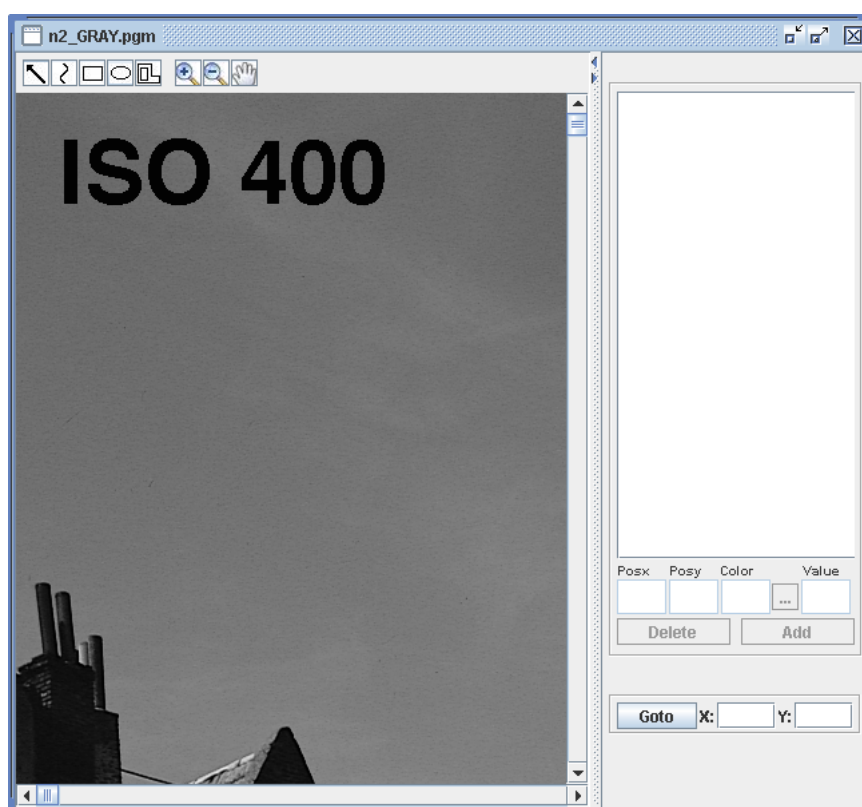 n2_GRAY.pgm
ISO 400
Posx Posy Color Value
...
Delete Add
Goto X: Y: